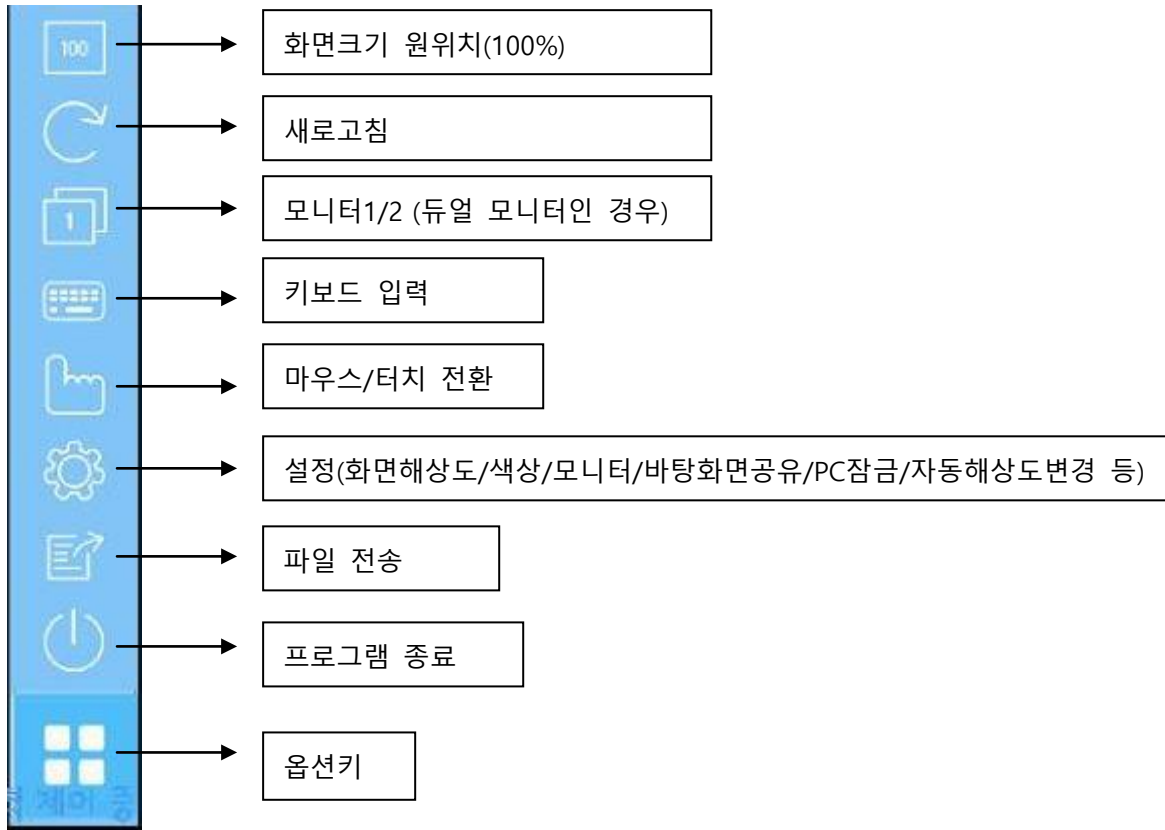 100
화면크기 원위치(100%)
새로고침
1
모니터1/2 (듀얼 모니터인 경우)
키보드 입력
마우스/터치 전환
설정(화면해상도/색상/모니터/바탕화면공유/PC잠금/자동해상도변경 등)
파일 전송
프로그램 종료
옵션키
제어 중